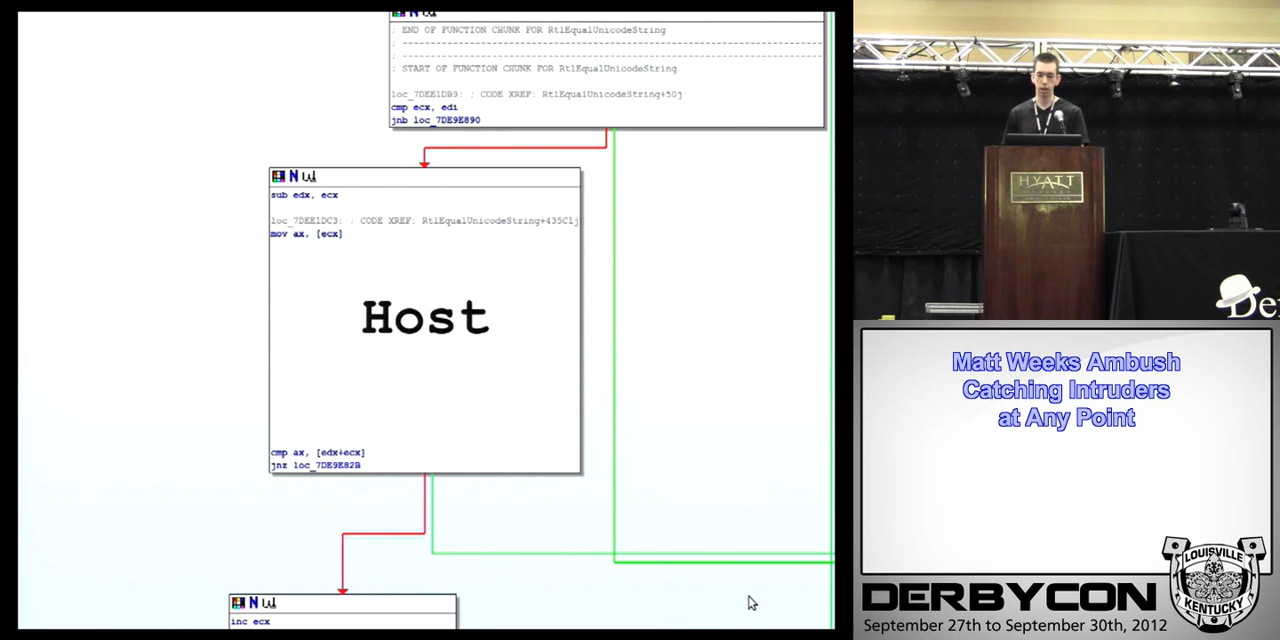 ; END OF FUNCTION CHUNK FOR RtlEqualUnicodeString
; ---------------------------------------------------------------------------
; START OF FUNCTION CHUNK FOR RtlEqualUnicodeString
loc_7DEE1DB9: ; CODE XREF: RtlEqualUnicodeString+50j
cmp ecx, edi
jnb loc_7DE9E890
sub edx, ecx
loc_7DEE1DC3: ; CODE XREF: RtlEqualUnicodeString+435C1j
mov ax, [ecx]
Host
cmp ax, [edx+ecx]
jnz loc_7DE9E82B
inc ecx
HYATT
Matt Weeks Ambush
Catching Intruders
at Any Point
LOUISVILLE
KENTUCKY
DERBYCON
September 27th to September 30th, 2012